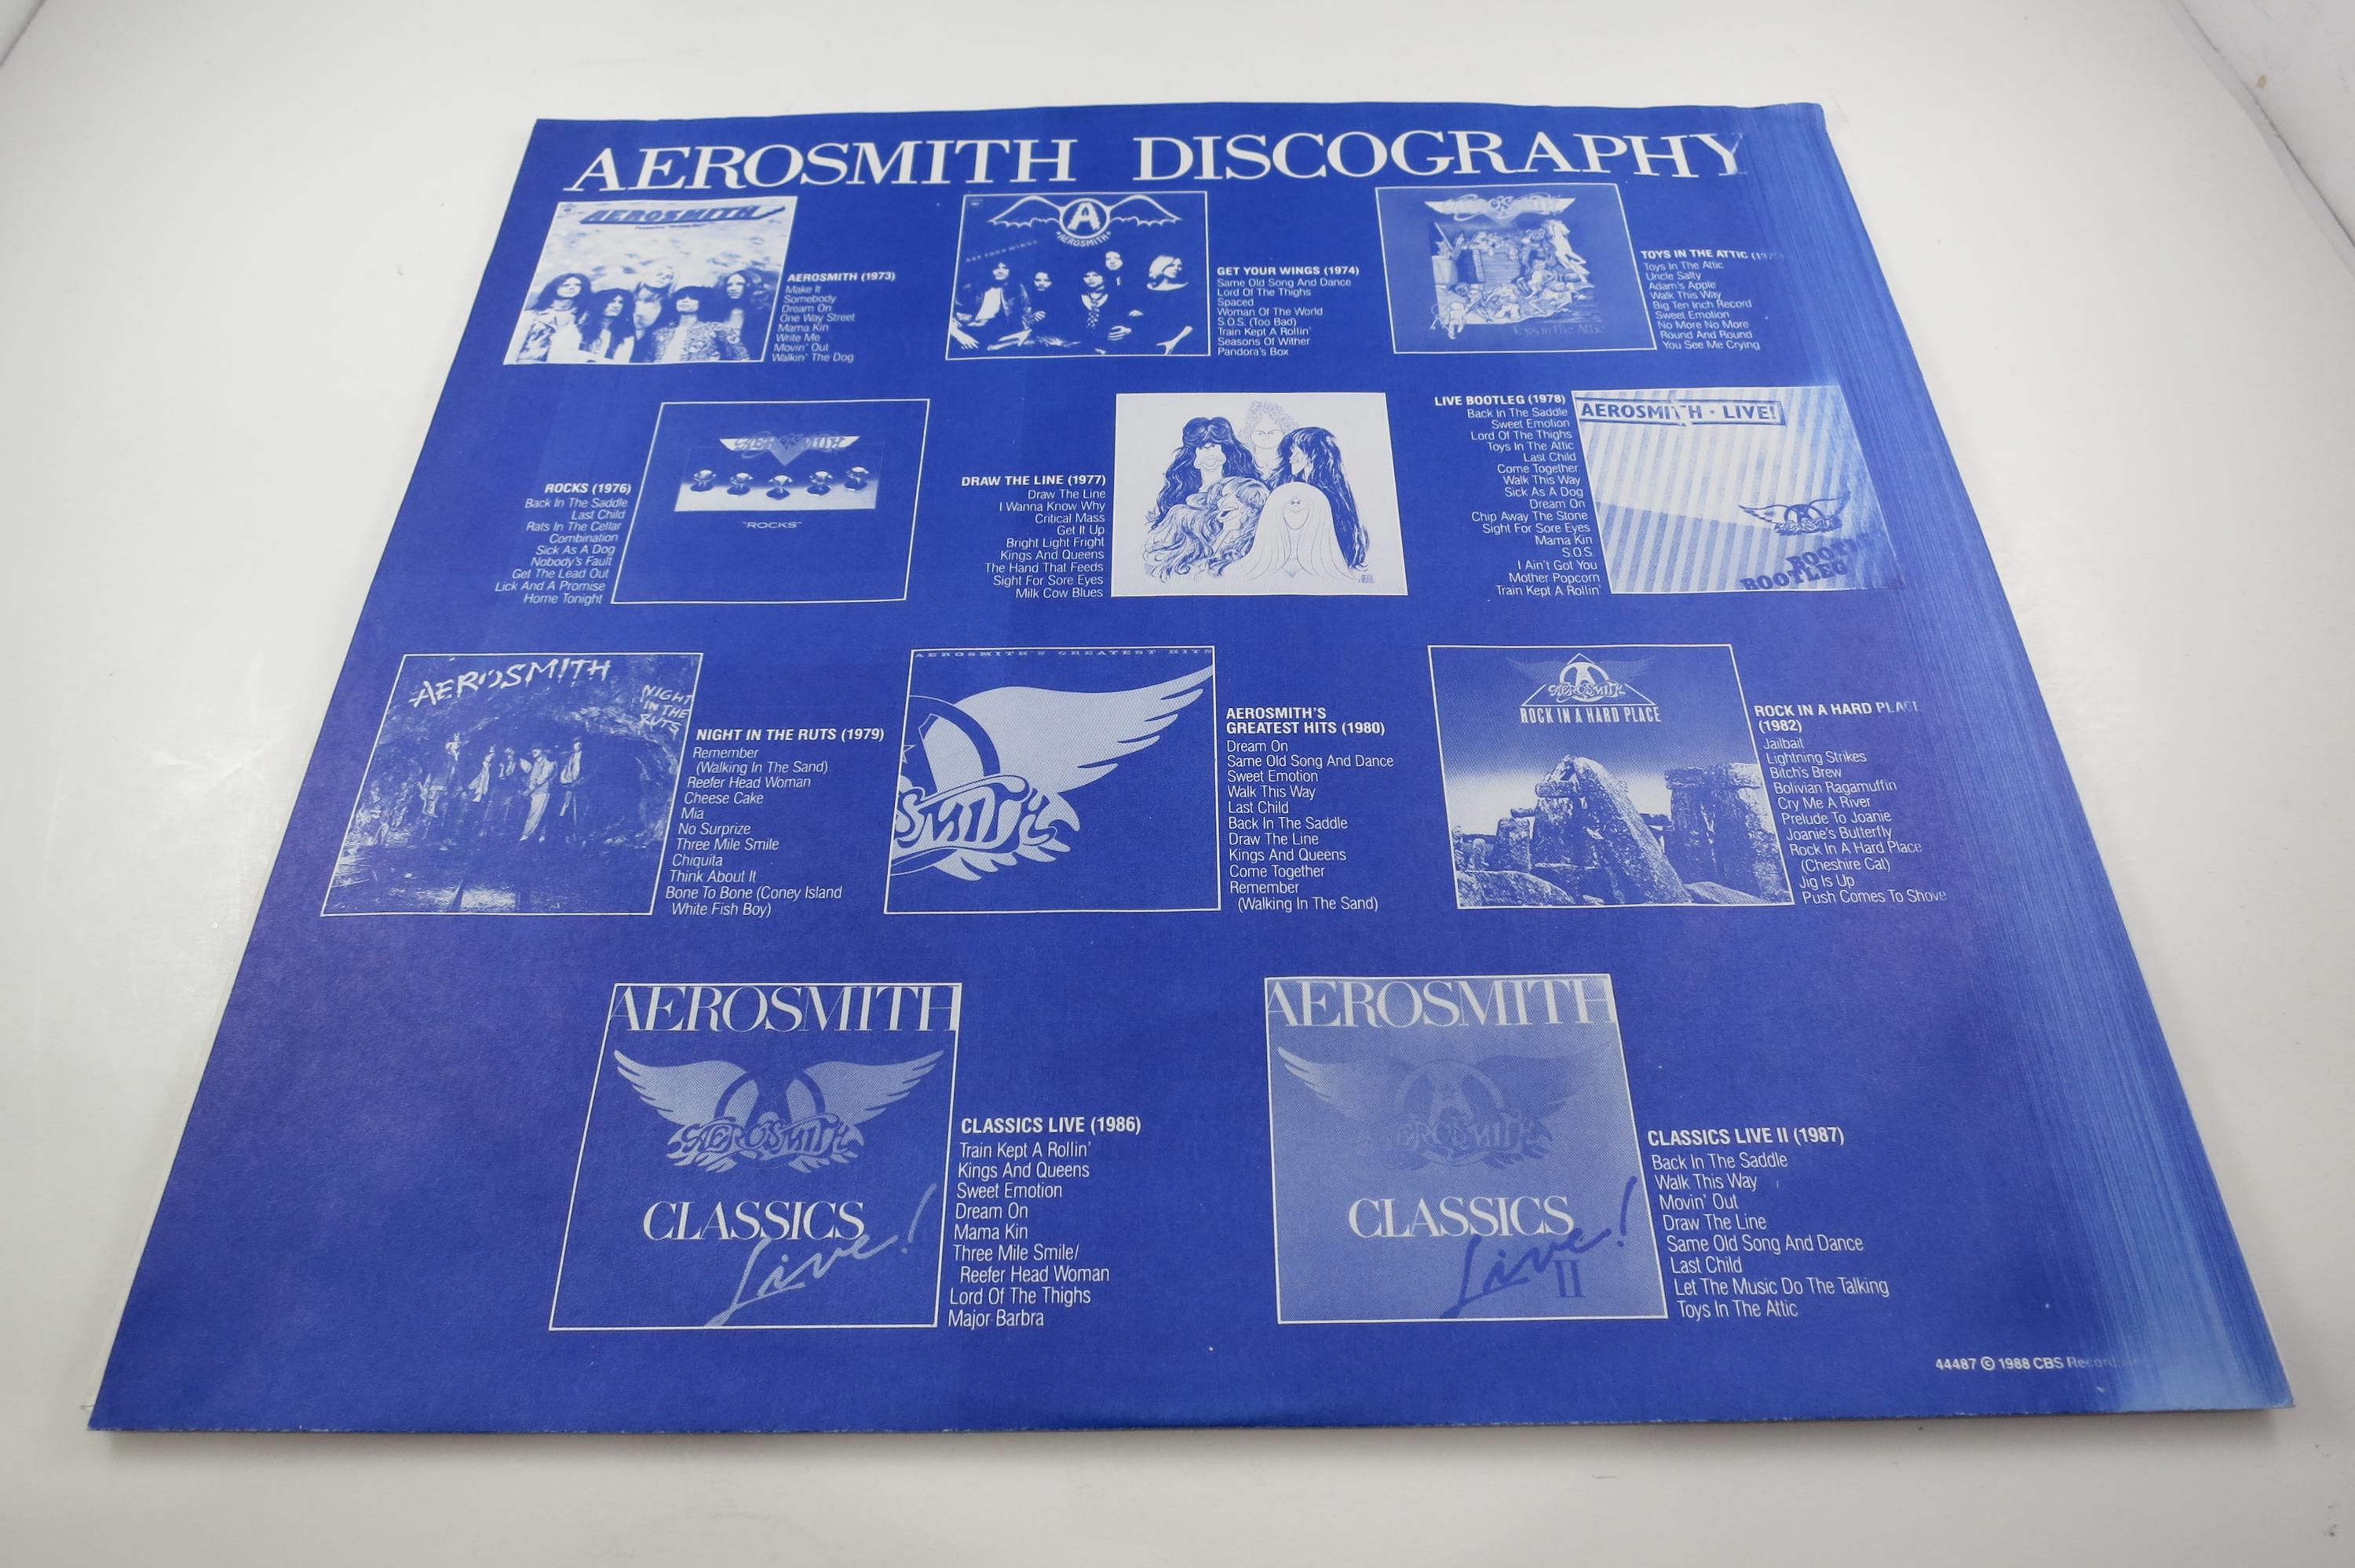 AEROSMITH DISCOGRAPHY
AEROSMITH
AEROSMITH (1973)
Make It
Somebody
Dream On
One Way Street
Mama Kin
Write Me
Movin' Out
Walkin' The Dog
A
AEROSMITH
GET YOUR WINGS
GET YOUR WINGS (1974)
Same Old Song And Dance
Lord Of The Thighs
Spaced
Woman Of The World
S.O.S. (Too Bad)
Train Kept A Rollin'
Seasons Of Wither
Pandora's Box
AEROSMITH
Toys in the Attic
TOYS IN THE ATTIC
Toys In The Attic
Uncle Salty
Adam's Apple
Walk This Way
Big Ten Inch Record
Sweet Emotion
No More No More
Round And Round
You See Me Crying
ROCKS (1976)
Back In The Saddle
Last Child
Rats In The Cellar
Combination
Sick As A Dog
Nobody's Fault
Get The Lead Out
Lick And A Promise
Home Tonight
AEROSMITH
"ROCKS"
DRAW THE LINE (1977)
Draw The Line
I Wanna Know Why
Critical Mass
Get It Up
Bright Light Fright
Kings And Queens
The Hand That Feeds
Sight For Sore Eyes
Milk Cow Blues
LIVE BOOTLEG (1978)
Back In The Saddle
Sweet Emotion
Lord Of The Thighs
Toys In The Attic
Last Child
Come Together
Walk This Way
Sick As A Dog
Dream On
Chip Away The Stone
Sight For Sore Eyes
Mama Kin
S.O.S.
I Ain't Got You
Mother Popcorn
Train Kept A Rollin'
AEROSMITH · LIVE!
AEROSMITH
BOOTLEG
AEROSMITH
NIGHT
IN THE
RUTS
NIGHT IN THE RUTS (1979)
Remember
(Walking In The Sand)
Reefer Head Woman
Cheese Cake
Mia
No Surprize
Three Mile Smile
Chiquita
Think About It
Bone To Bone (Coney Island
White Fish Boy)
AEROSMITH'S GREATEST HITS
AEROSMITH'S
GREATEST HITS (1980)
Dream On
Same Old Song And Dance
Sweet Emotion
Walk This Way
Last Child
Back In The Saddle
Draw The Line
Kings And Queens
Come Together
Remember
(Walking In The Sand)
AEROSMITH
ROCK IN A HARD PLACE
ROCK IN A HARD PLACE
(1982)
Jailbait
Lightning Strikes
Bitch's Brew
Bolivian Ragamuffin
Cry Me A River
Prelude To Joanie
Joanie's Butterfly
Rock In A Hard Place
(Cheshire Cat)
Jig Is Up
Push Comes To Shove
AEROSMITH
AEROSMITH
CLASSICS
Live!
CLASSICS LIVE (1986)
Train Kept A Rollin'
Kings And Queens
Sweet Emotion
Dream On
Mama Kin
Three Mile Smile/
Reefer Head Woman
Lord Of The Thighs
Major Barbra
AEROSMITH
AEROSMITH
CLASSICS
Live!
II
CLASSICS LIVE II (1987)
Back In The Saddle
Walk This Way
Movin' Out
Draw The Line
Same Old Song And Dance
Last Child
Let The Music Do The Talking
Toys In The Attic
44487 © 1988 CBS